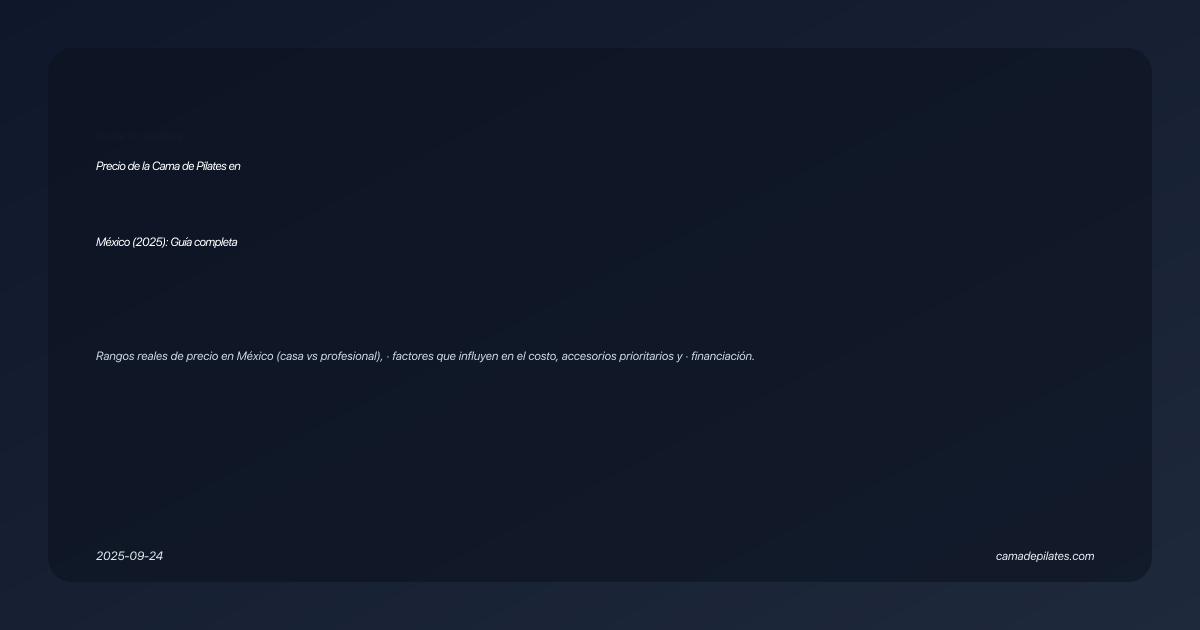 Precio de la Cama de Pilates en
México (2025): Guía completa
Rangos reales de precio en México (casa vs profesional), · factores que influyen en el costo, accesorios prioritarios y · financiación.
2025-09-24
camadepilates.com